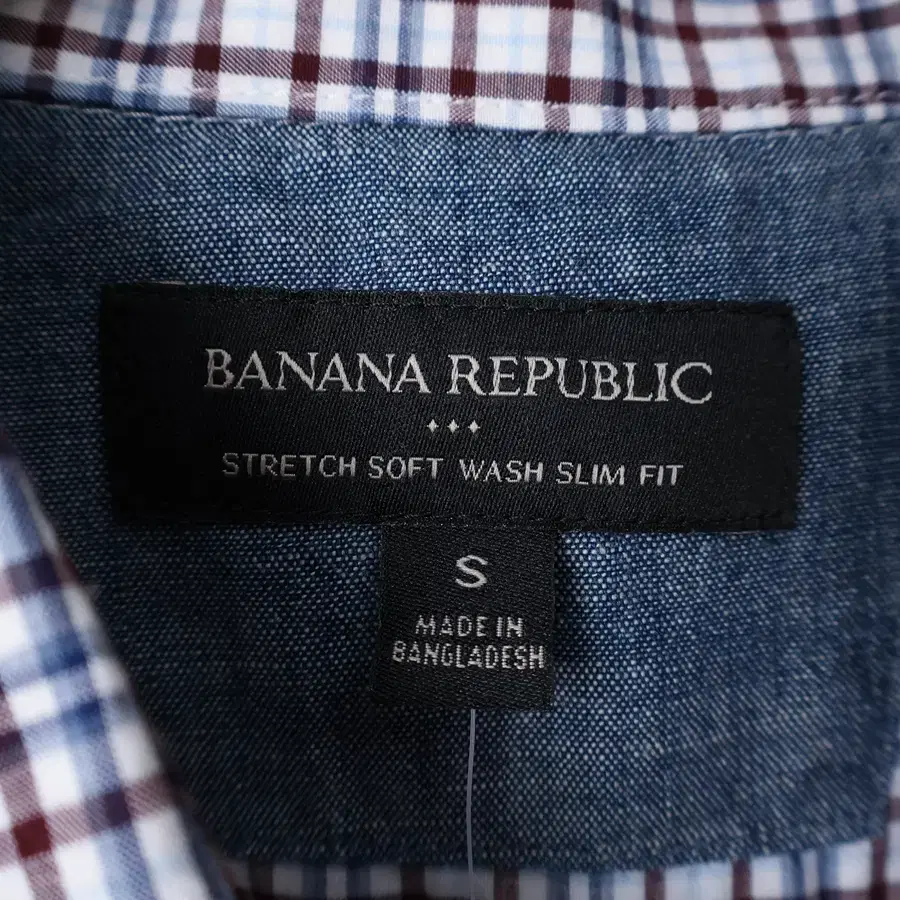 BANANA REPUBLIC
STRETCH SOFT WASH SLIM FIT
S
MADE IN
BANGLADESH